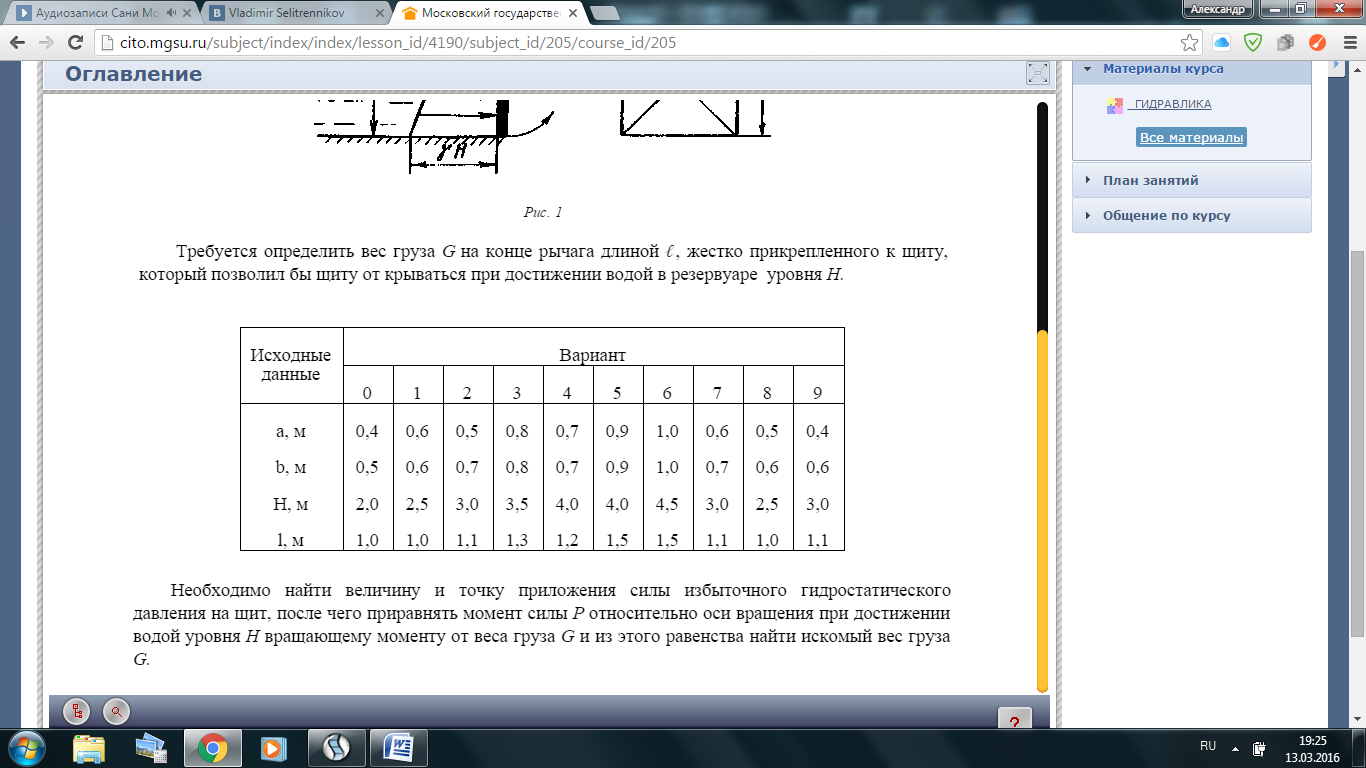 Аудиозаписи Сани Мо
Vladimir Selitrennikov
Московский государстве
Александр
cito.mgsu.ru/subject/index/index/lesson_id/4190/subject_id/205/course_id/205
Оглавление
Материалы курса
ГИДРАВЛИКА
Все материалы
План занятий
Общение по курсу
γH
Рис. 1
Требуется определить вес груза G на конце рычага длиной ℓ, жестко прикрепленного к щиту,
который позволил бы щиту от крываться при достижении водой в резервуаре уровня H.
Исходные
данные
Вариант
0 1 2 3 4 5 6 7 8 9
a, м 0,4 0,6 0,5 0,8 0,7 0,9 1,0 0,6 0,5 0,4
b, м 0,5 0,6 0,7 0,8 0,7 0,9 1,0 0,7 0,6 0,6
H, м 2,0 2,5 3,0 3,5 4,0 4,0 4,5 3,0 2,5 3,0
l, м 1,0 1,0 1,1 1,3 1,2 1,5 1,5 1,1 1,0 1,1
Необходимо найти величину и точку приложения силы избыточного гидростатического
давления на щит, после чего приравнять момент силы P относительно оси вращения при достижении
водой уровня H вращающему моменту от веса груза G и из этого равенства найти искомый вес груза
G.
?
RU
19:25
13.03.2016